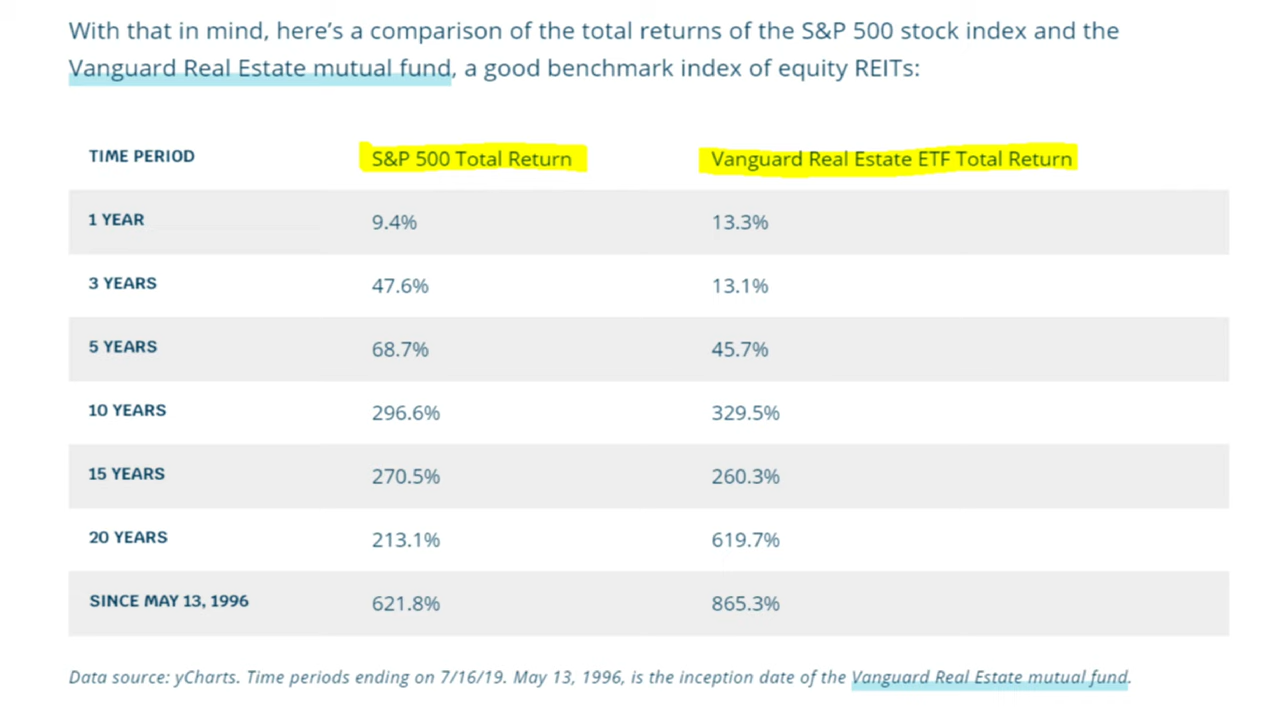 With that in mind, here’s a comparison of the total returns of the S&P 500 stock index and the
Vanguard Real Estate mutual fund, a good benchmark index of equity REITs:
TIME PERIOD S&P 500 Total Return Vanguard Real Estate ETF Total Return
1 YEAR 9.4% 13.3%
3 YEARS 47.6% 13.1%
5 YEARS 68.7% 45.7%
10 YEARS 296.6% 329.5%
15 YEARS 270.5% 260.3%
20 YEARS 213.1% 619.7%
SINCE MAY 13, 1996 621.8% 865.3%
Data source: yCharts. Time periods ending on 7/16/19. May 13, 1996, is the inception date of the Vanguard Real Estate mutual fund.